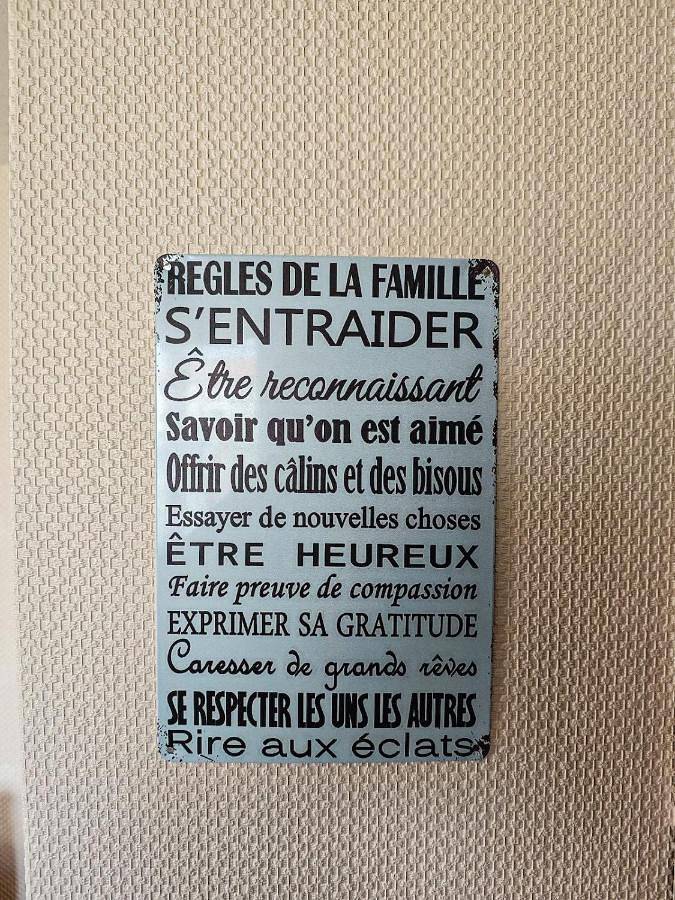 REGLES DE LA FAMILLE
S'ENTRAIDER
Être reconnaissant
Savoir qu'on est aimé
Offrir des câlins et des bisous
Essayer de nouvelles choses
ÊTRE HEUREUX
Faire preuve de compassion
EXPRIMER SA GRATITUDE
Caresser de grands rêves
SE RESPECTER LES UNS LES AUTRES
Rire aux éclats